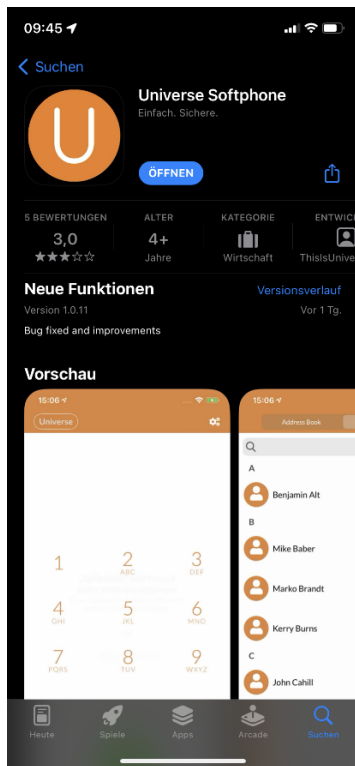 09:45
Suchen
U
Universe Softphone
Einfach. Sichere.
ÖFFNEN
5 BEWERTUNGEN ALTER KATEGORIE ENTWIC
3,0 4+
Jahre Wirtschaft ThisIsUnive
Neue Funktionen Versionsverlauf
Version 1.0.11 Vor 1 Tg.
Bug fixed and improvements
Vorschau
15:06 15:06
Universe Address Book
A
1 2 3 Benjamin Alt
ABC DEF
B
Mike Baber
4 5 6 Marko Brandt
GHI JKL MNO
Kerry Burns
7 8 9 C
PQRS TUV WXYZ
John Cahill
Heute Spiele Apps Arcade Suchen